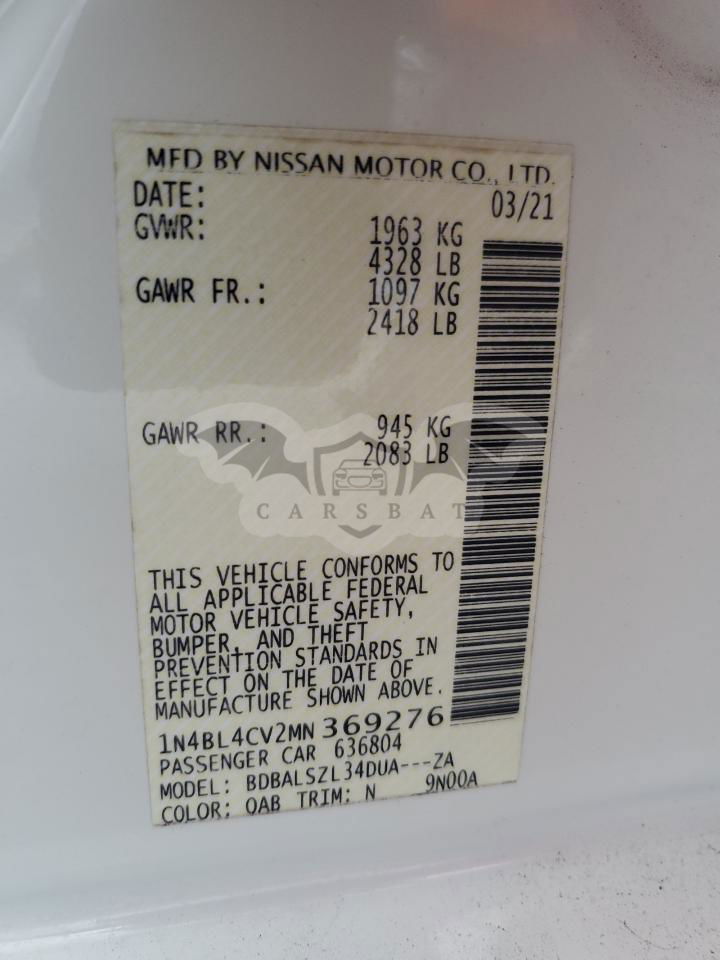 MFD BY NISSAN MOTOR CO., LTD.
DATE: 03/21
GVWR: 1963 KG
4328 LB
GAWR FR.: 1097 KG
2418 LB
GAWR RR.: 945 KG
2083 LB
CARSBAT
THIS VEHICLE CONFORMS TO
ALL APPLICABLE FEDERAL
MOTOR VEHICLE SAFETY,
BUMPER, AND THEFT
PREVENTION STANDARDS IN
EFFECT ON THE DATE OF
MANUFACTURE SHOWN ABOVE.
1N4BL4CV2MN369276
PASSENGER CAR 636804
MODEL: BDBALSZL34DUA---ZA
COLOR: QAB TRIM: N 9N00A